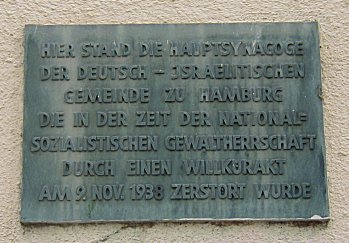 HIER STAND DIE HAUPTSYNAGOGE
DER DEUTSCH - JSRAELITISCHEN
GEMEINDE ZU HAMBURG
DIE IN DER ZEIT DER NATIONAL=
SOZIALISTISCHEN GEWALTHERRSCHAFT
DURCH EINEN WILLKÜRAKT
AM 9. NOV. 1938 ZERSTÖRT WURDE